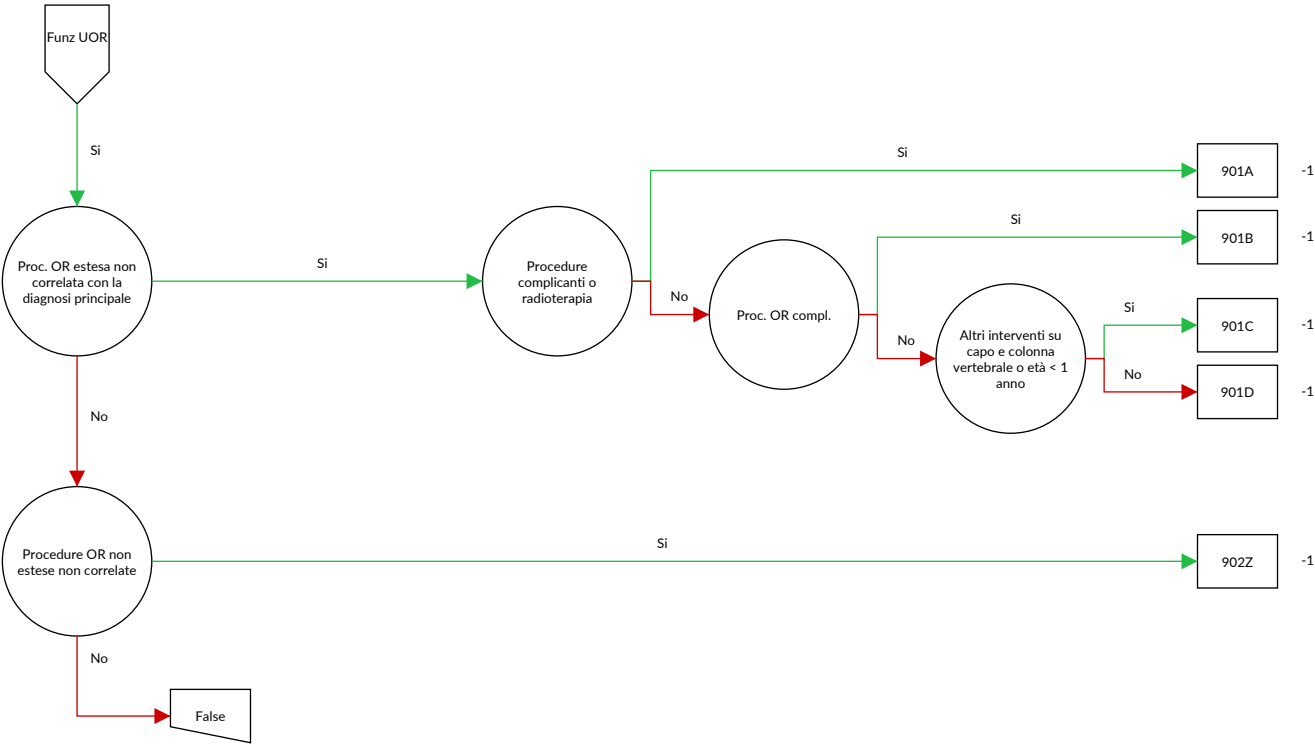 Funz UOR
Si
Si
901A
-1
Si
901B
-1
Proc. OR estesa non
correlata con la
diagnosi principale
Si
Procedure
complicanti o
radioterapia
No
Proc. OR compl.
No
Altri interventi su
capo e colonna
vertebrale o età < 1
anno
Si
901C
-1
No
901D
-1
No
Procedure OR non
estese non correlate
Si
902Z
-1
No
False